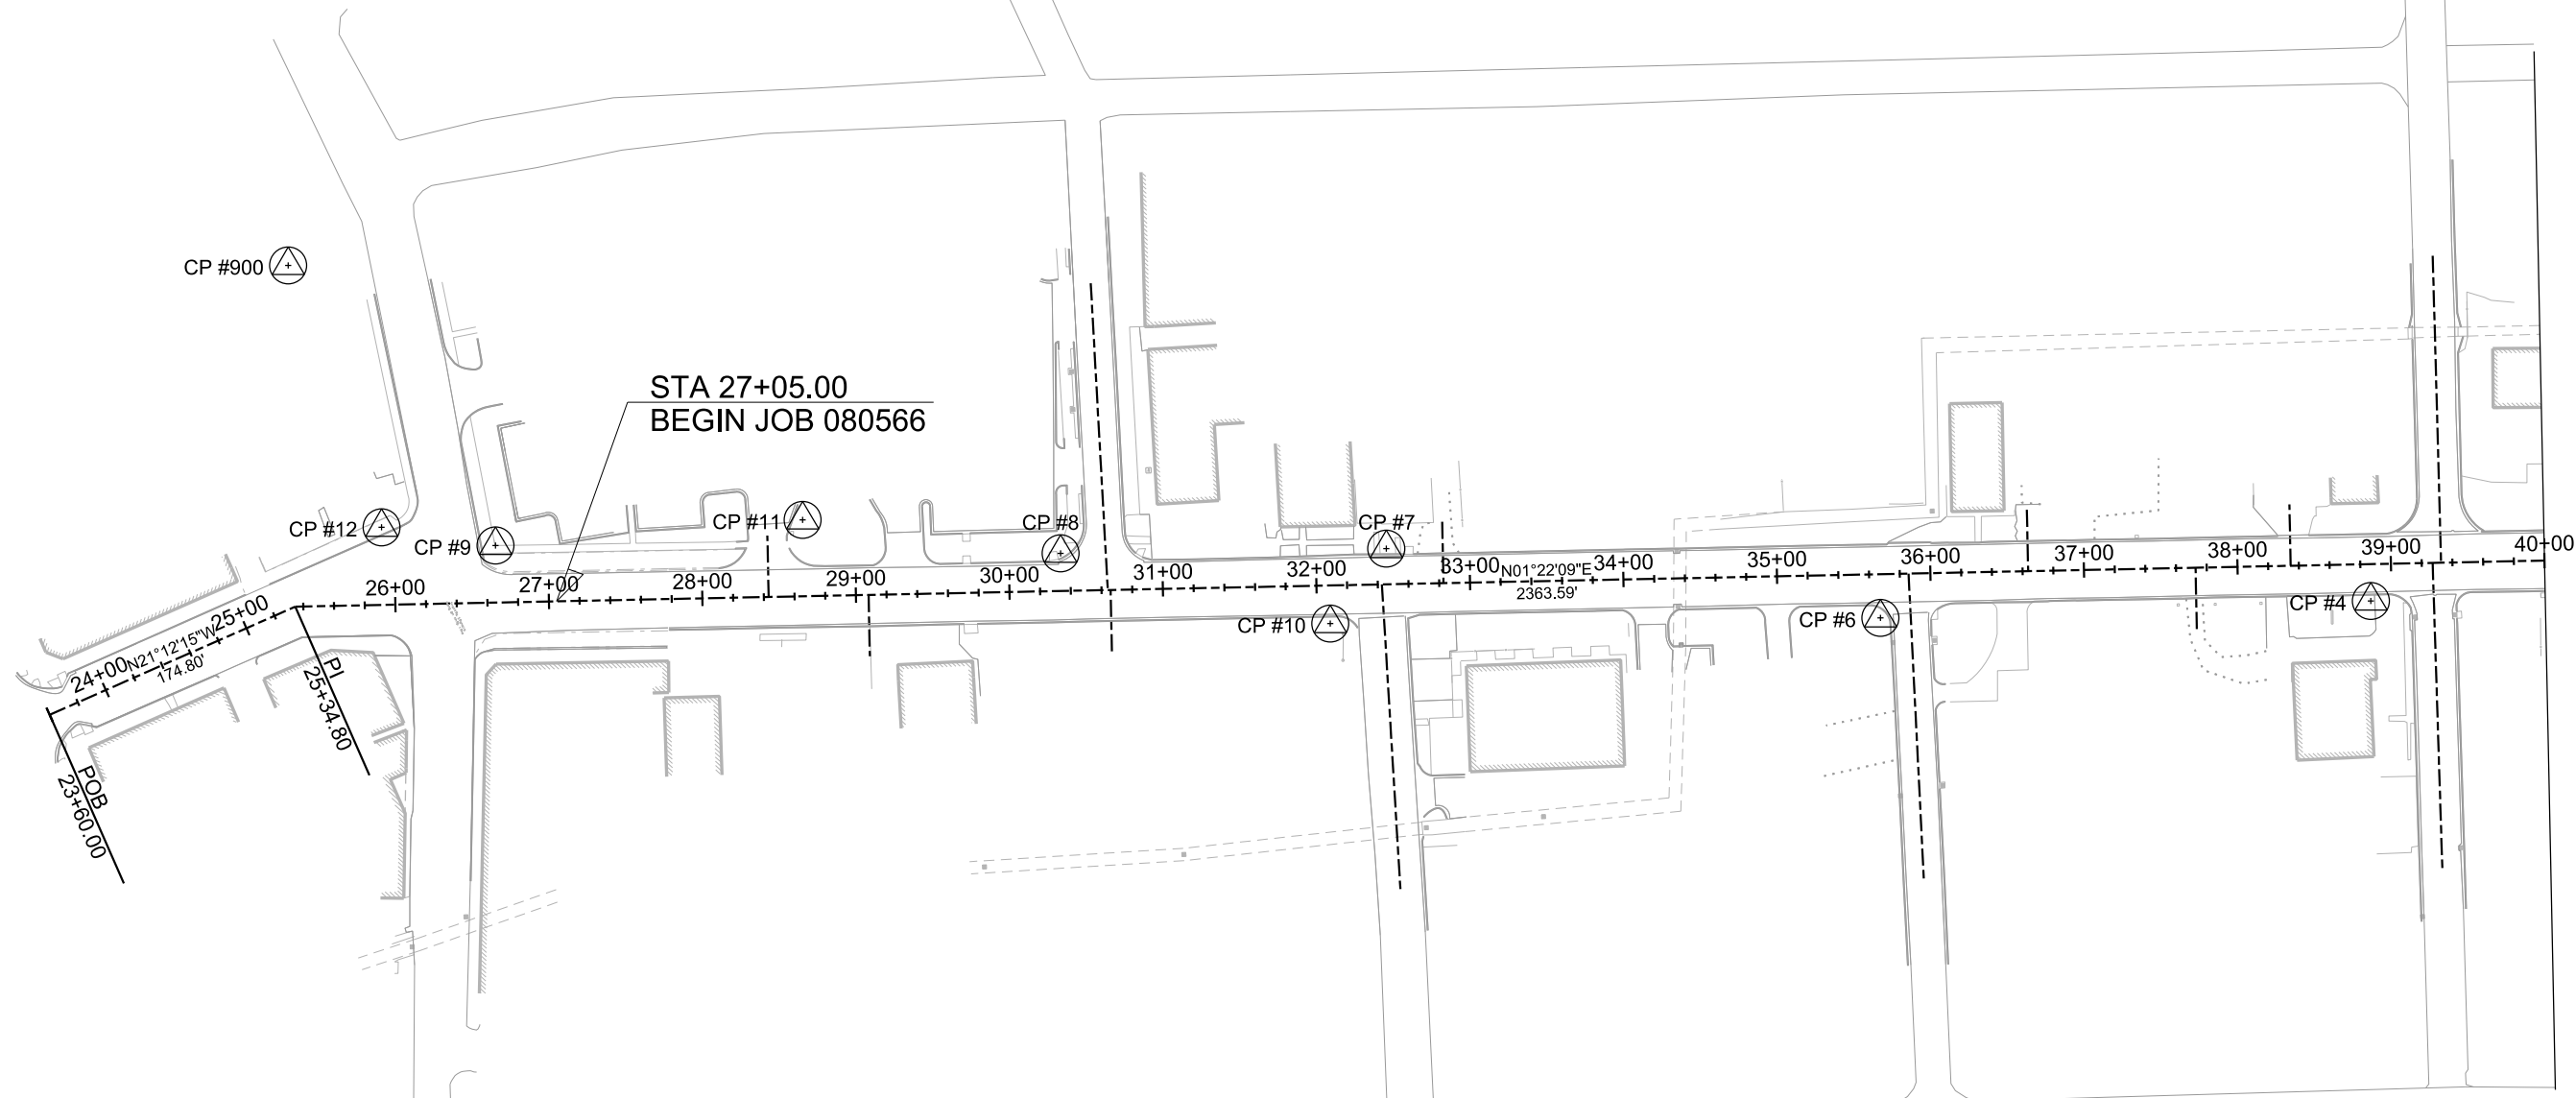 CP #900
STA 27+05.00
BEGIN JOB 080566
CP #12
CP #9
CP #11
CP #8
CP #7
24+00
N21°12'15"W
174.80'
25+00
26+00
27+00
28+00
29+00
30+00
31+00
32+00
33+00
N01°22'09"E
2363.59'
34+00
35+00
36+00
37+00
38+00
39+00
40+00
CP #10
CP #6
CP #4
PI
25+34.80
POB
23+60.00